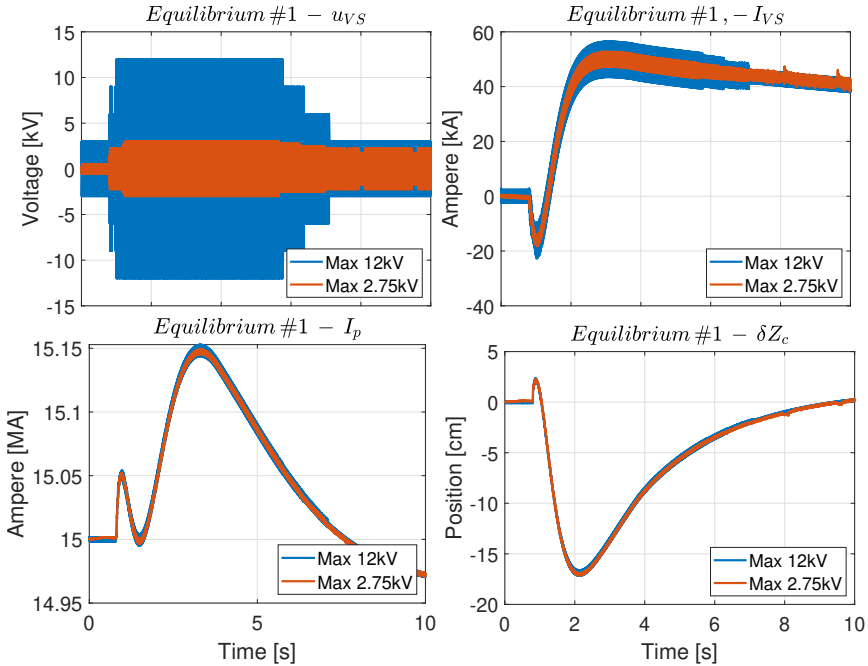 Equilibrium #1 − u_VS
15
10
5
0
-5
-10
-15
Voltage [kV]
Max 12kV
Max 2.75kV
Equilibrium #1 , − I_VS
60
40
20
0
-20
-40
Ampere [kA]
Max 12kV
Max 2.75kV
Equilibrium #1 − I_p
15.15
15.1
15.05
15
14.95
Ampere [MA]
Max 12kV
Max 2.75kV
0
5
10
Time [s]
Equilibrium #1 − δZ_c
5
0
-5
-10
-15
-20
Position [cm]
Max 12kV
Max 2.75kV
0
2
4
6
8
10
Time [s]